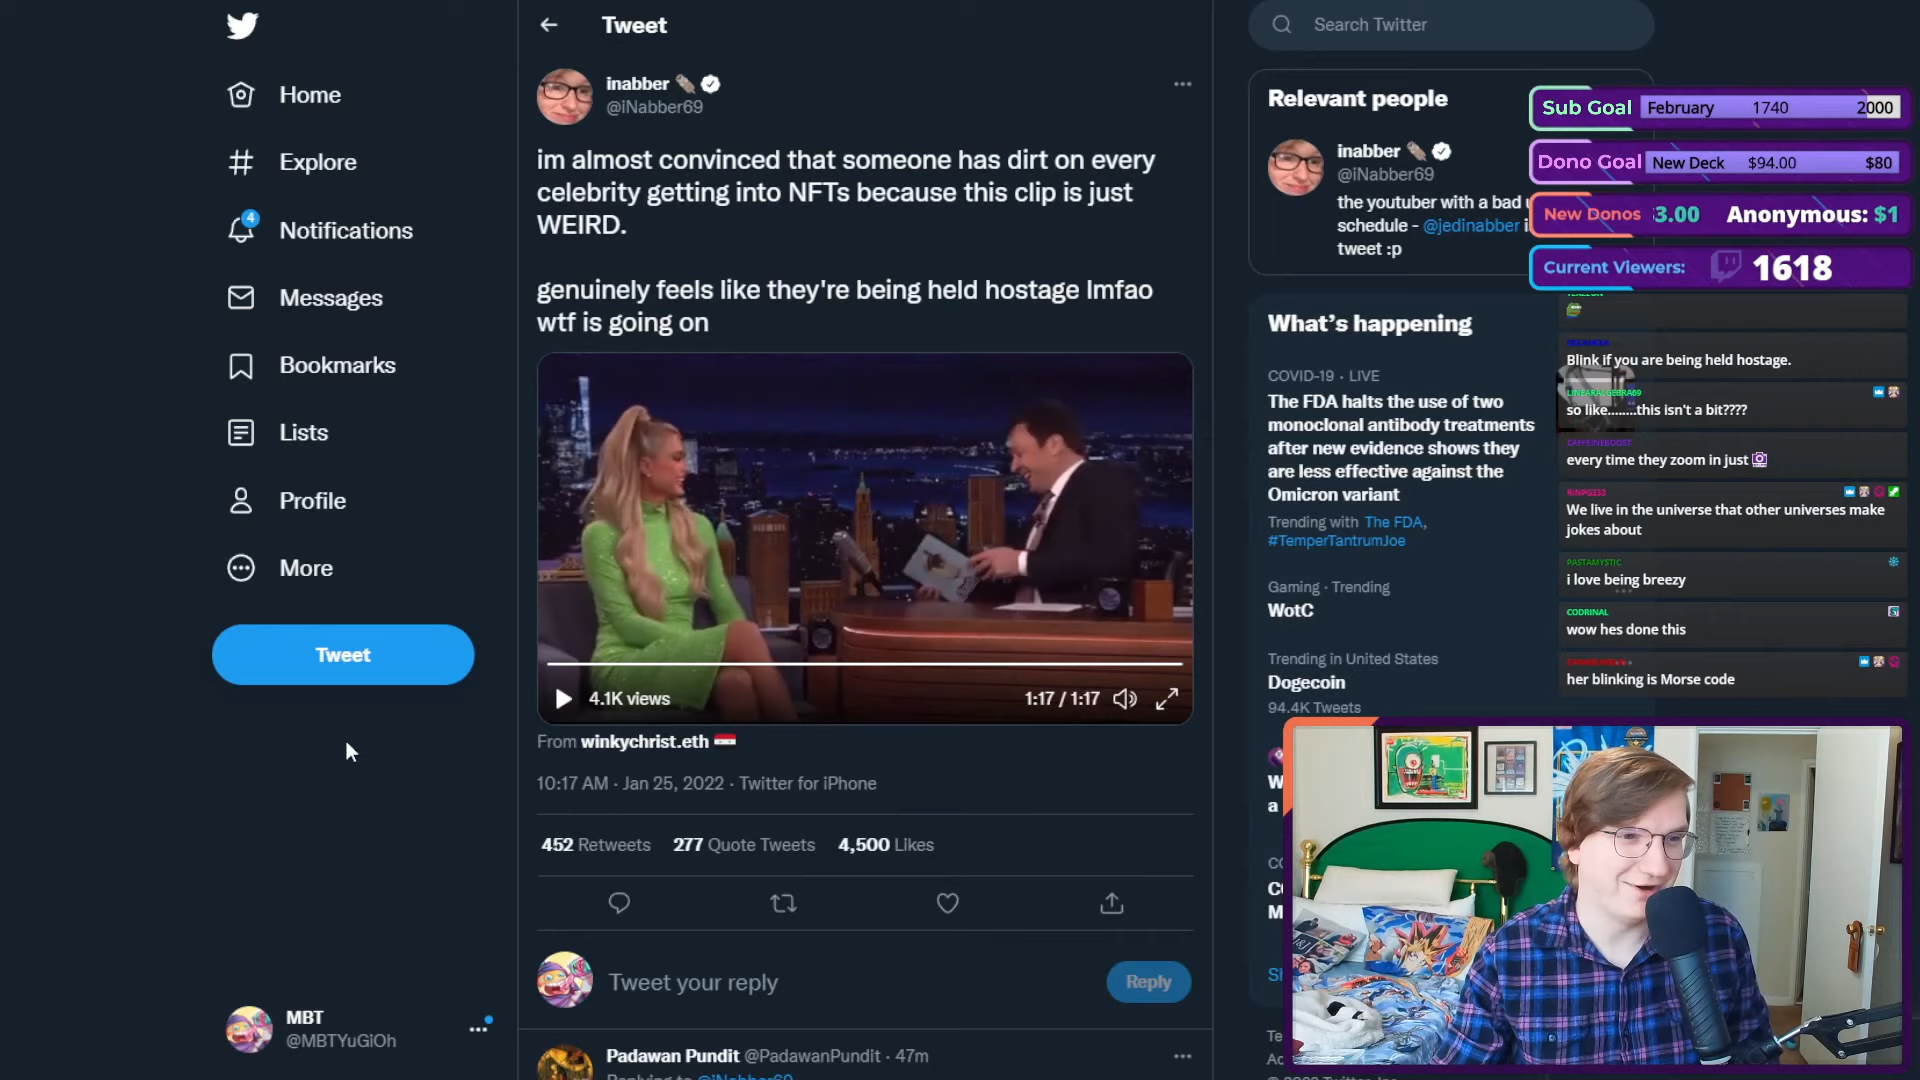 Home
Explore
4
Notifications
Messages
Bookmarks
Lists
Profile
More
Tweet
MBT
@MBTYuGiOh
Tweet
inabber
@iNabber69
im almost convinced that someone has dirt on every
celebrity getting into NFTs because this clip is just
WEIRD.
genuinely feels like they're being held hostage lmfao
wtf is going on
4.1K views
1:17 / 1:17
From winkychrist.eth
10:17 AM · Jan 25, 2022 · Twitter for iPhone
452 Retweets 277 Quote Tweets 4,500 Likes
Tweet your reply
Reply
Padawan Pundit @PadawanPundit · 47m
Replying to @iNabber69
Search Twitter
Relevant people
inabber
@iNabber69
the youtuber with a bad
schedule - @jedinabber
tweet :p
What's happening
COVID-19 · LIVE
The FDA halts the use of two
monoclonal antibody treatments
after new evidence shows they
are less effective against the
Omicron variant
Trending with The FDA,
#TemperTantrumJoe
Gaming · Trending
WotC
Trending in United States
Dogecoin
94.4K Tweets
Sub Goal February 1740 2000
Dono Goal New Deck $94.00 $80
New Donos 3.00 Anonymous: $1
Current Viewers: 1618
Blink if you are being held hostage.
LINEARALGEBRA69
so like........this isn't a bit????
CAFFEINEBOOST
every time they zoom in just
RINPG333
We live in the universe that other universes make
jokes about
PASTAMYSTIC
i love being breezy
CODRINAL
wow hes done this
her blinking is Morse code